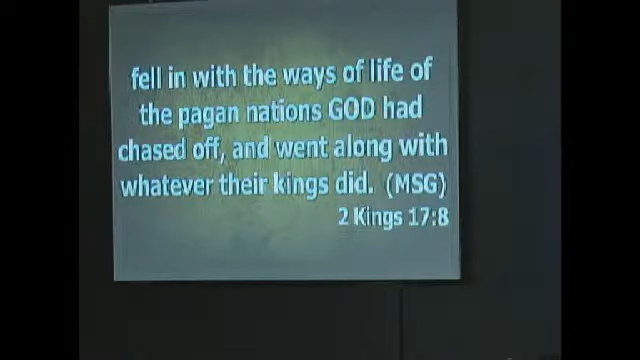 fell in with the ways of life of
the pagan nations GOD had
chased off, and went along with
whatever their kings did. (MSG)
2 Kings 17:8